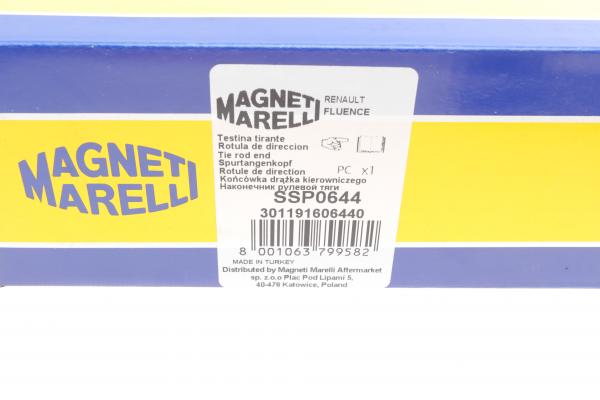 MAGNETI
MARELLI
MAGNETI
MARELLI
RENAULT
FLUENCE
Testina tirante
Rotula de direccion
Tie rod end
Spurtangenkopf
Rotule de direction
Końcówka drążka kierowniczego
Наконечник рулевой тяги
PC x1
SSP0644
301191606440
8 001063 799582
MADE IN TURKEY
Distributed by Magneti Marelli Aftermarket
sp. z.o.o Plac Pod Lipami 5,
40-476 Katowice, Poland